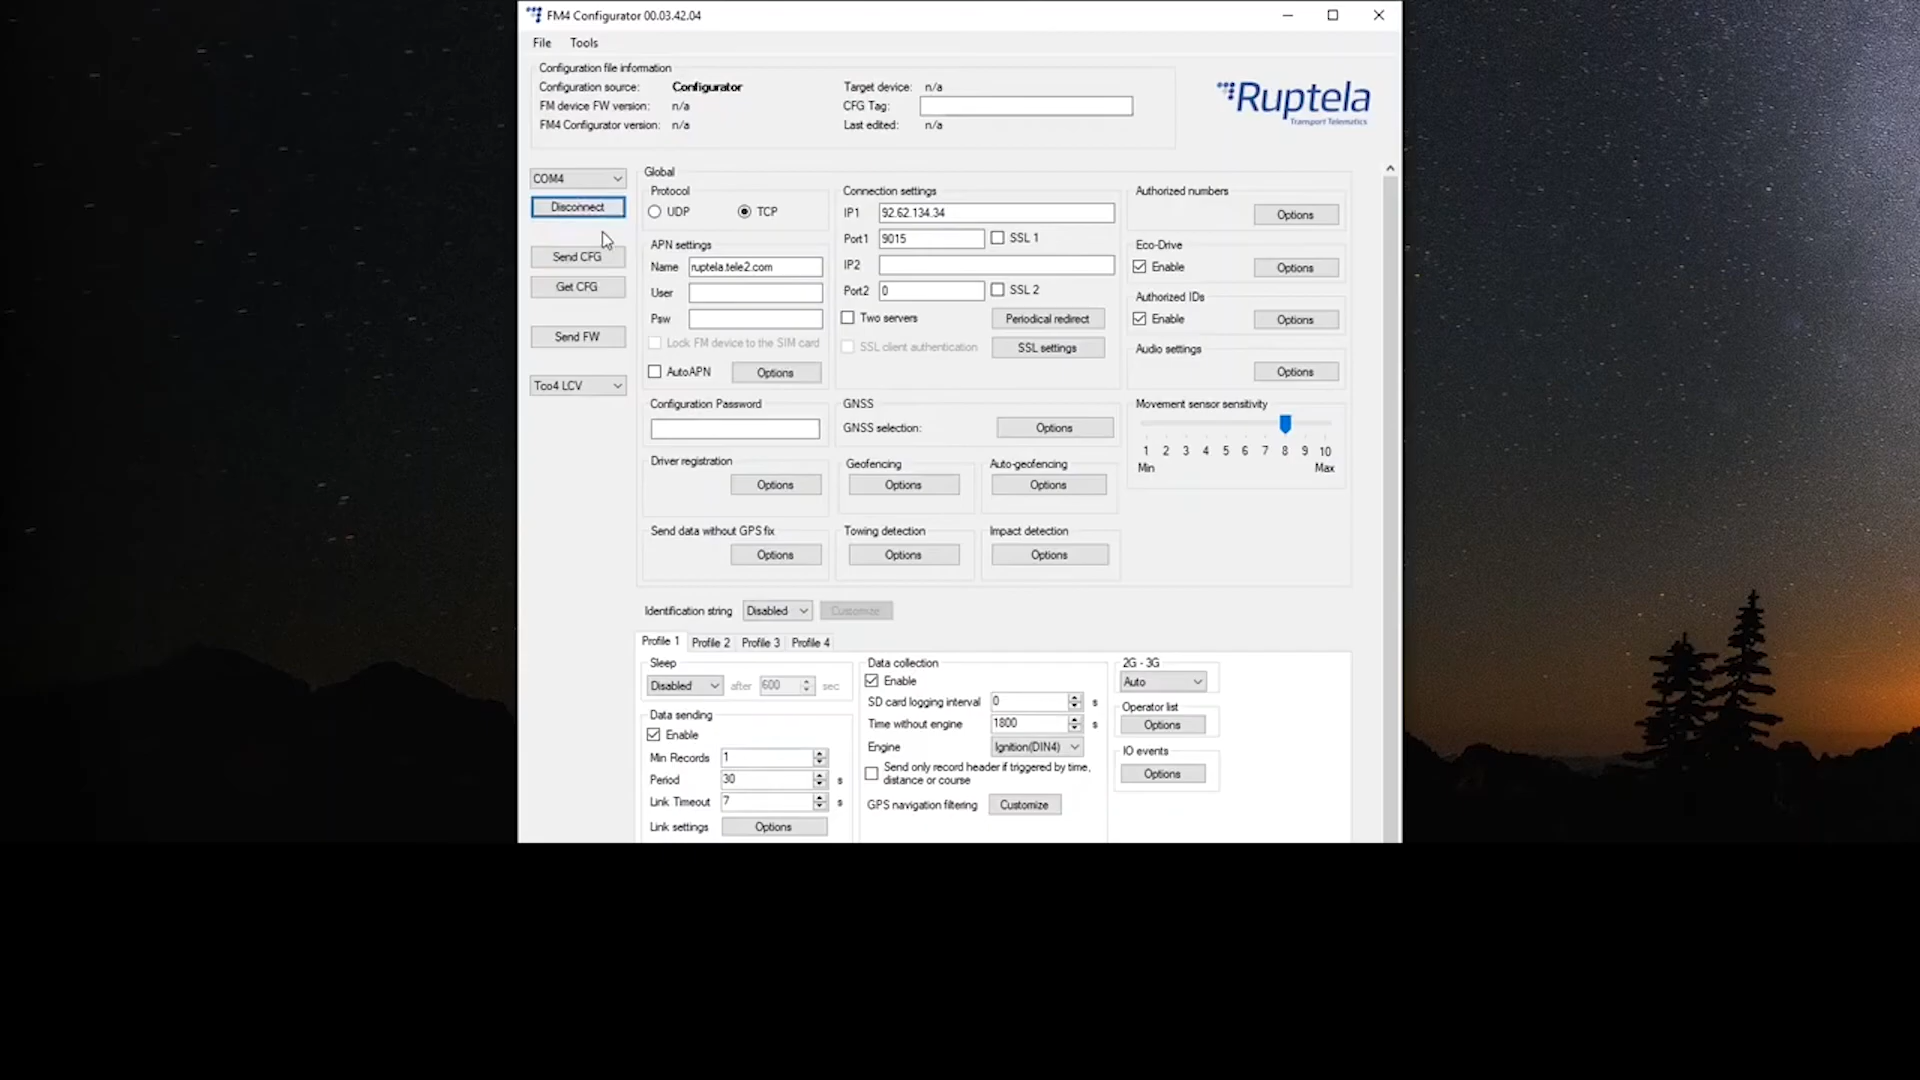 FM4 Configurator 00.03.42.04
File Tools
Configuration file information
Configuration source: Configurator Target device: n/a
FM device FW version: n/a CFG Tag:
FM4 Configurator version: n/a Last edited: n/a
Ruptela
Transport Telematics
COM4
Disconnect
Send CFG
Get CFG
Send FW
Tco4 LCV
Global
Protocol
UDP TCP
APN settings
Name ruptela.tele2.com
User
Psw
Lock FM device to the SIM card
AutoAPN Options
Connection settings
IP1 92.62.134.34
Port1 9015 SSL 1
IP2
Port2 0 SSL 2
Two servers Periodical redirect
SSL client authentication SSL settings
Authorized numbers
Options
Eco-Drive
Enable Options
Authorized IDs
Enable Options
Audio settings
Options
Configuration Password
GNSS
GNSS selection: Options
Movement sensor sensitivity
1 2 3 4 5 6 7 8 9 10
Min Max
Driver registration
Options
Geofencing
Options
Auto-geofencing
Options
Send data without GPS fix
Options
Towing detection
Options
Impact detection
Options
Identification string Disabled Customize
Profile 1 Profile 2 Profile 3 Profile 4
Sleep
Disabled after 600 sec
Data sending
Enable
Min Records 1
Period 30 s
Link Timeout 7 s
Link settings Options
Data collection
Enable
SD card logging interval 0 s
Time without engine 1800 s
Engine Ignition(DIN4)
Send only record header if triggered by time,
distance or course
GPS navigation filtering Customize
2G - 3G
Auto
Operator list
Options
IO events
Options